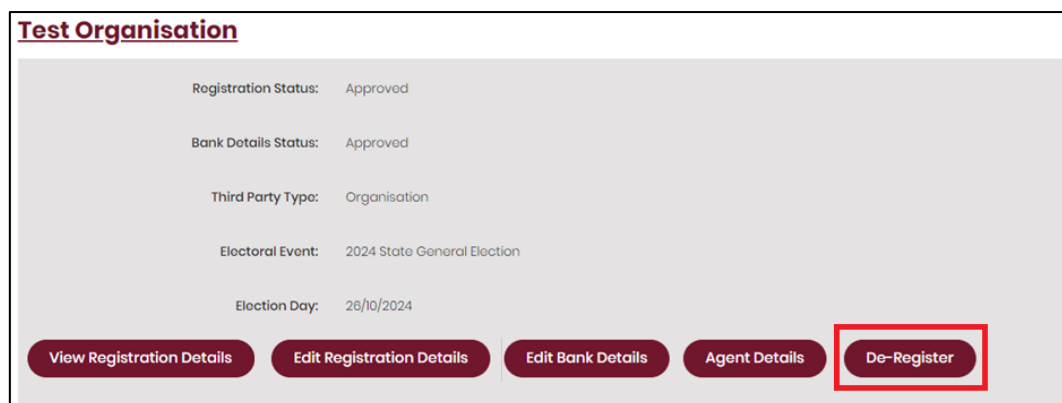 Test Organisation
Registration Status: Approved
Bank Details Status: Approved
Third Party Type: Organisation
Electoral Event: 2024 State General Election
Election Day: 26/10/2024
View Registration Details Edit Registration Details Edit Bank Details Agent Details De-Register